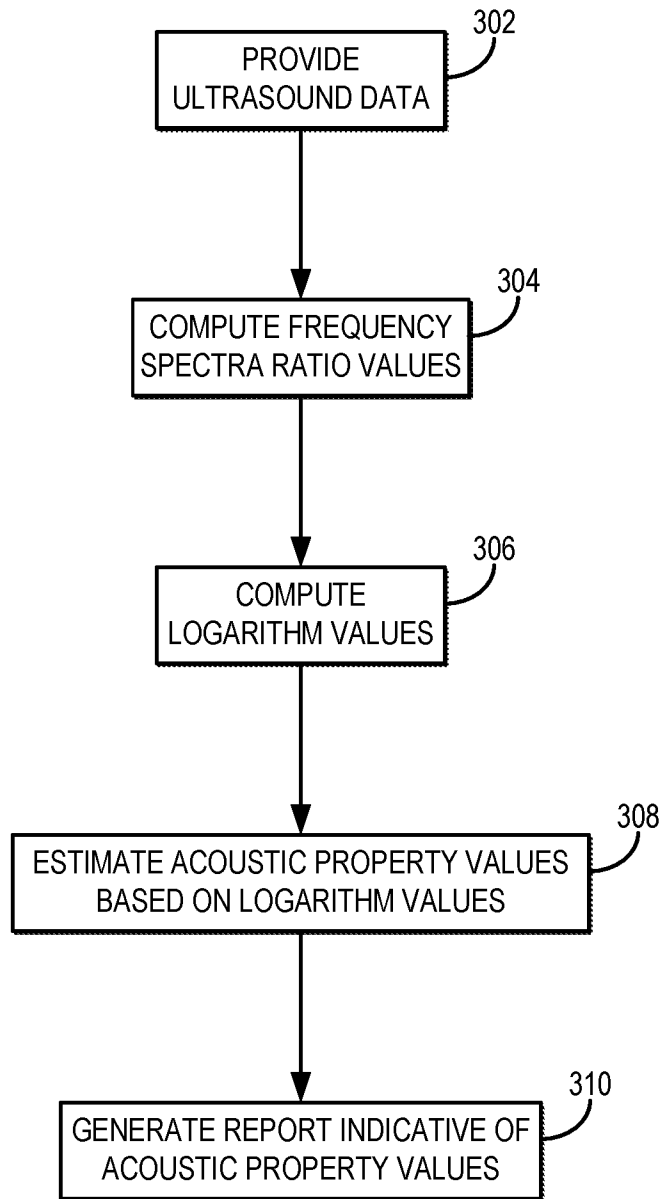 302
PROVIDE
ULTRASOUND DATA
304
COMPUTE FREQUENCY
SPECTRA RATIO VALUES
306
COMPUTE
LOGARITHM VALUES
308
ESTIMATE ACOUSTIC PROPERTY VALUES
BASED ON LOGARITHM VALUES
310
GENERATE REPORT INDICATIVE OF
ACOUSTIC PROPERTY VALUES